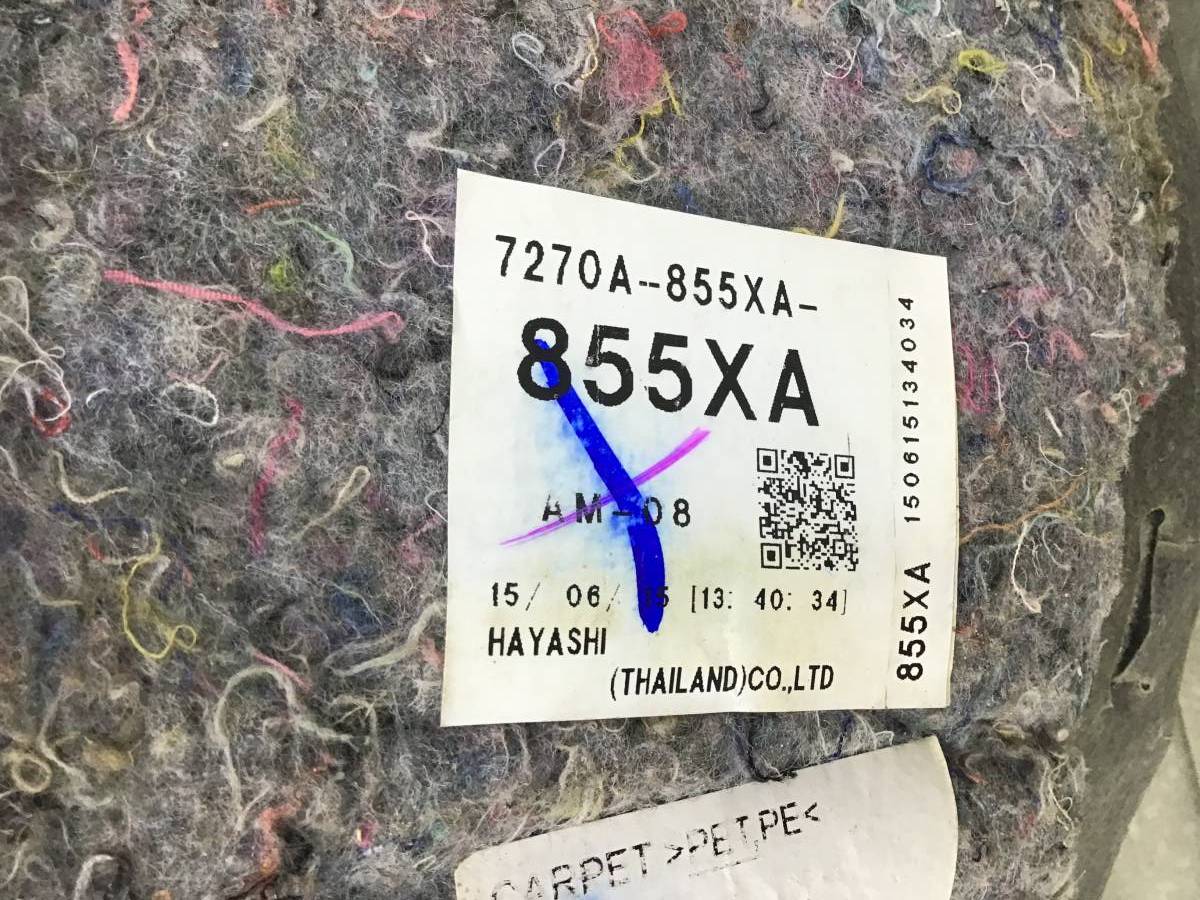 7270A--855XA-
855XA
AM-08
15/ 06/ 15 [13: 40: 34]
HAYASHI
(THAILAND)CO.,LTD
855XA 150615134034
CARPET >PET,PE<